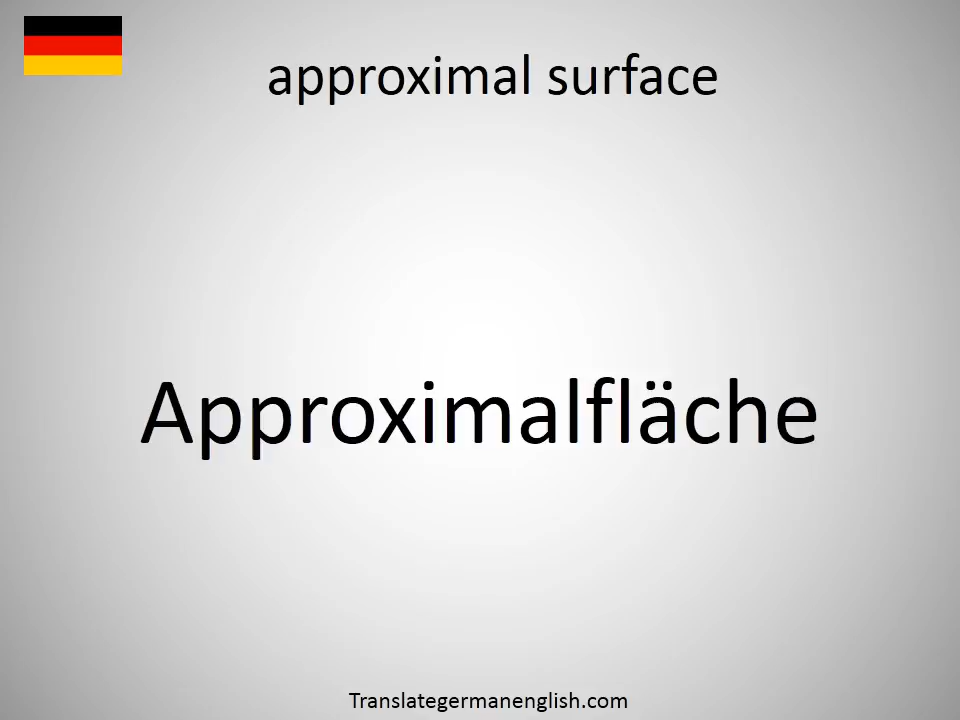 approximal surface
Approximalfläche
Translategermanenglish.com